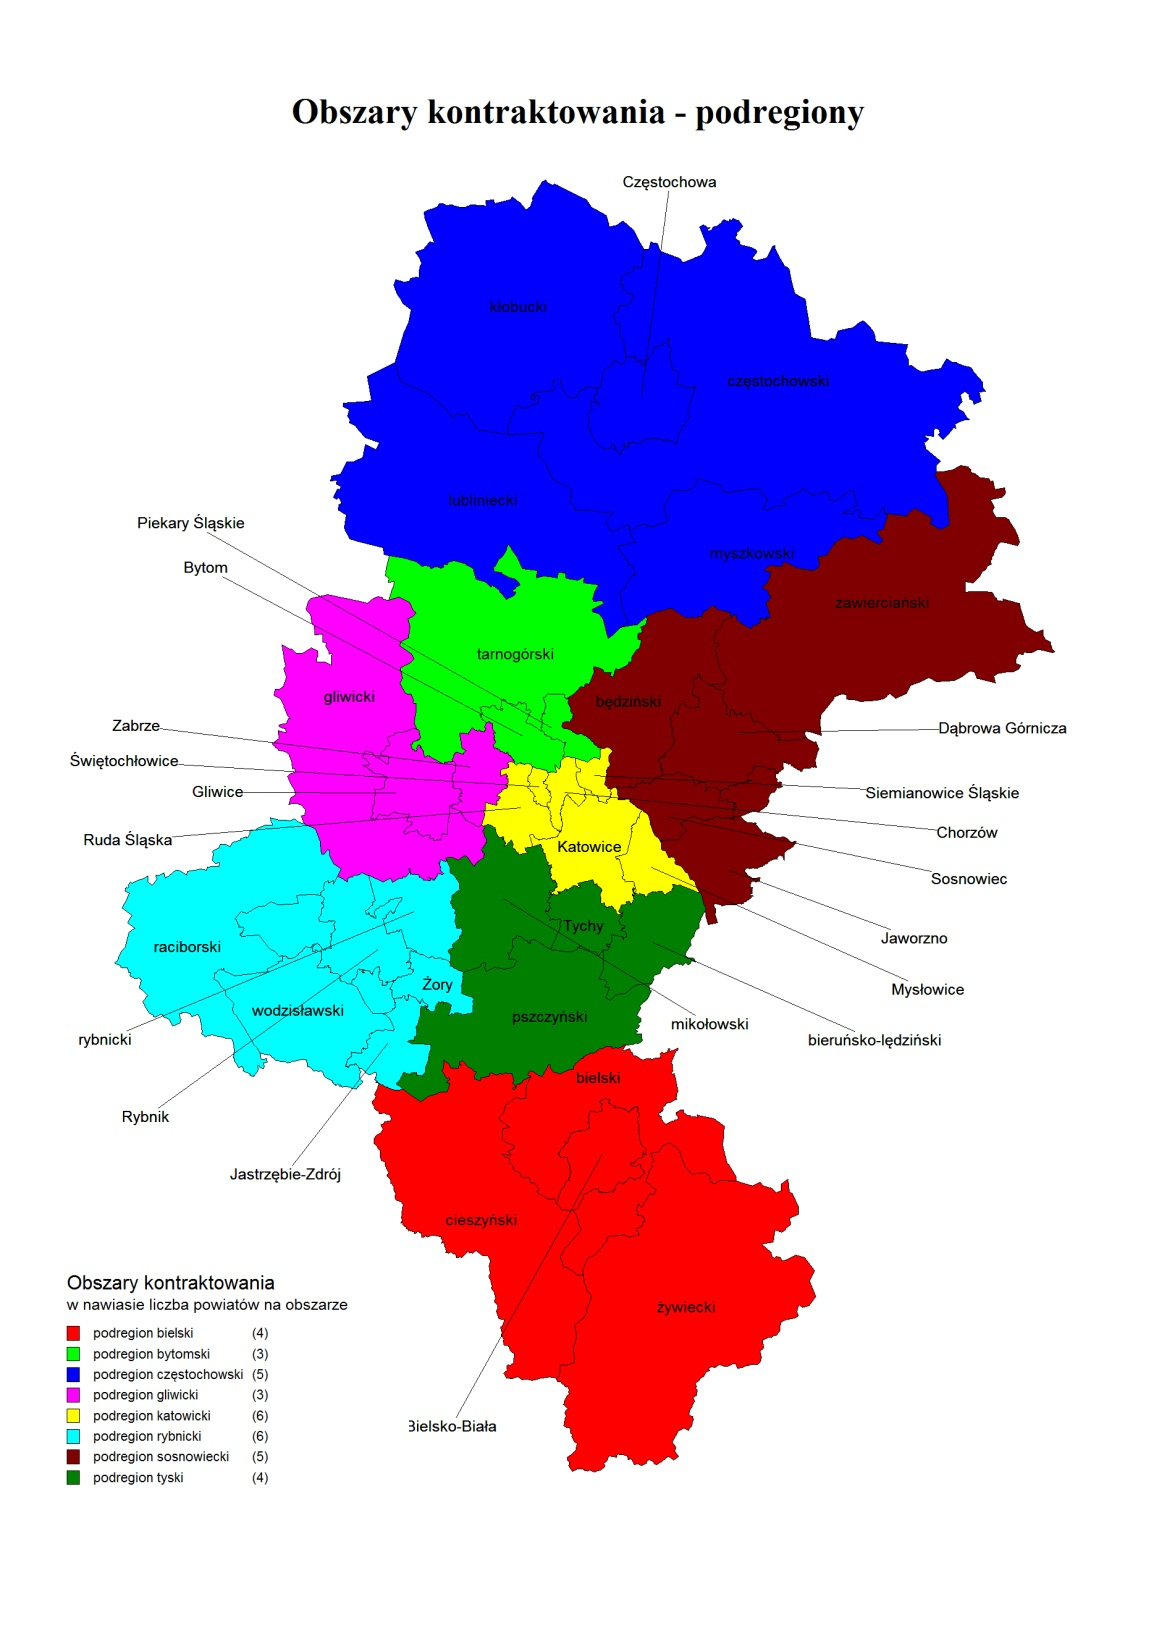 Obszary kontraktowania - podregiony
Częstochowa
kłobucki
częstochowski
lubliniecki
Piekary Śląskie
myszkowski
Bytom
zawierciański
tarnogórski
gliwicki
będziński
Zabrze
Dąbrowa Górnicza
Świętochłowice
Gliwice
Siemianowice Śląskie
Chorzów
Ruda Śląska
Katowice
Sosnowiec
Tychy
Jaworzno
raciborski
Żory
Mysłowice
wodzisławski
pszczyński
mikołowski
rybnicki
bieruńsko-lędziński
bielski
Rybnik
Jastrzębie-Zdrój
cieszyński
Obszary kontraktowania
w nawiasie liczba powiatów na obszarze
żywiecki
podregion bielski (4)
podregion bytomski (3)
podregion częstochowski (5)
podregion gliwicki (3)
podregion katowicki (6)
Bielsko-Biała
podregion rybnicki (6)
podregion sosnowiecki (5)
podregion tyski (4)